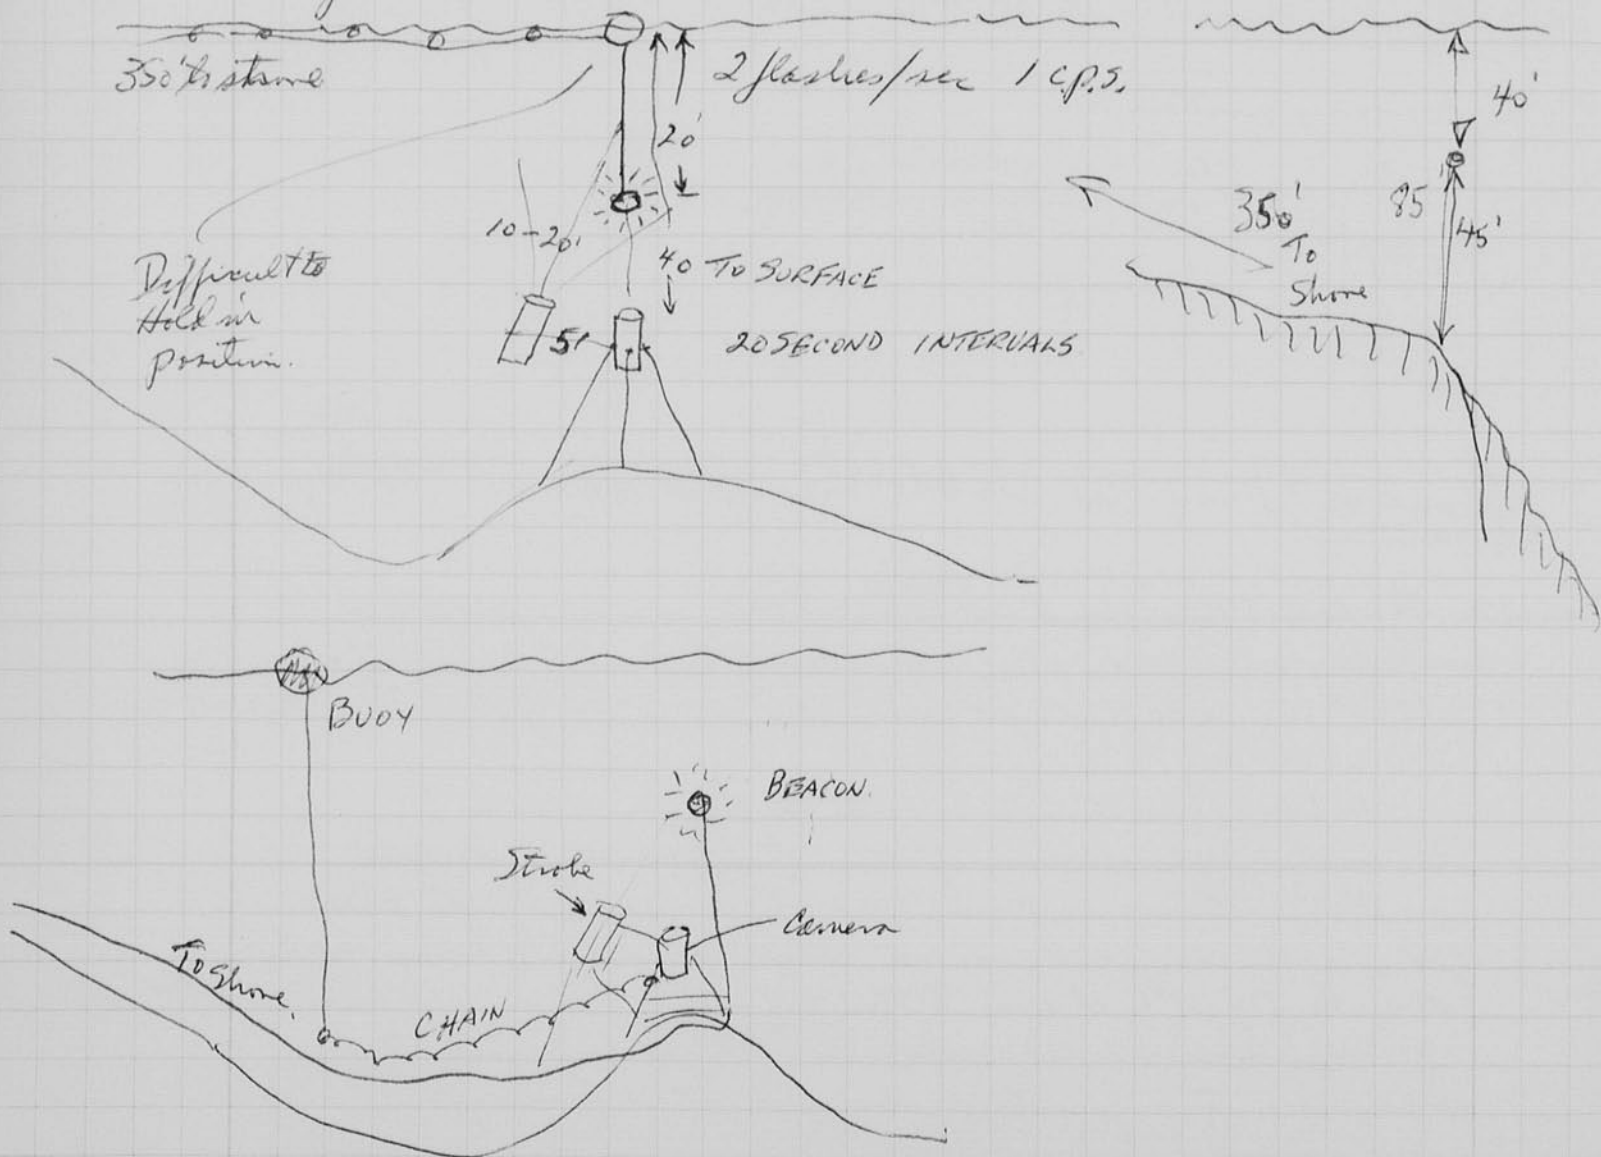 350' to shore
2 flashes/sec 1 c.p.s.
40'
20'
10-20'
Difficult to
Hold in
position.
40 TO SURFACE
5'
20 SECOND INTERVALS
350'
To
Shore
85'
45'
BUOY
BEACON.
Strobe
Camera
To Shore.
CHAIN